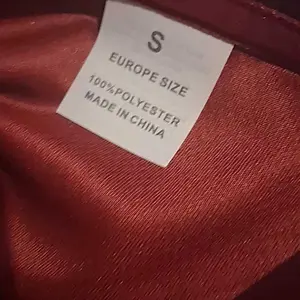 S
EUROPE SIZE
100%POLYESTER
MADE IN CHINA